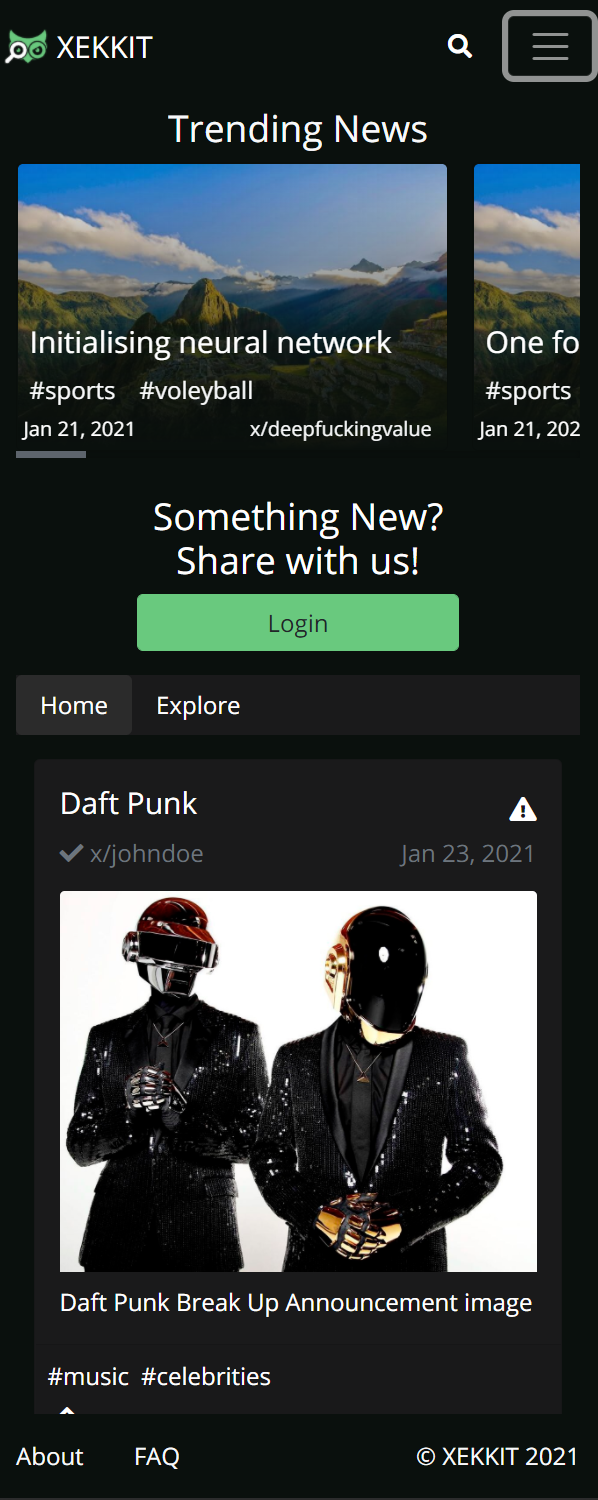 XEKKIT
Trending News
Initialising neural network
#sports #voleyball
Jan 21, 2021 x/deepfuckingvalue
One fo
#sports
Jan 21, 202
Something New?
Share with us!
Login
Home Explore
Daft Punk
x/johndoe Jan 23, 2021
Daft Punk Break Up Announcement image
#music #celebrities
About FAQ © XEKKIT 2021